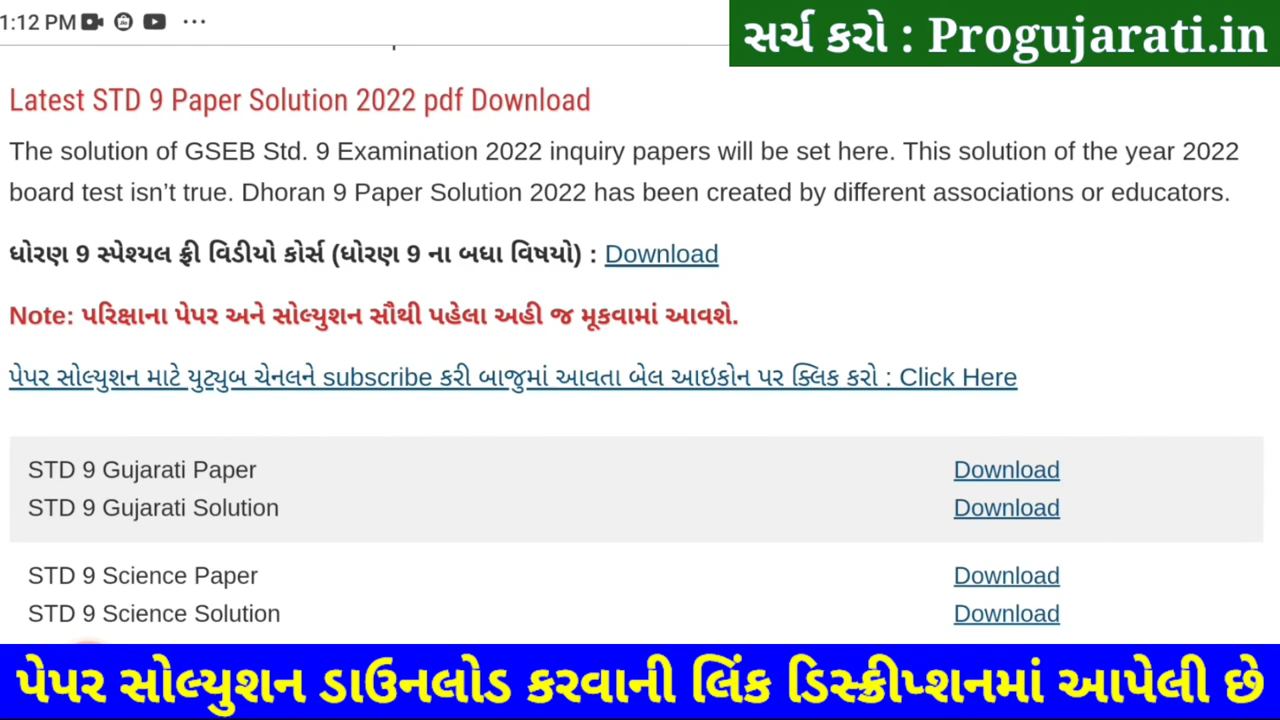 1:12 PM
સર્ચ કરો : Progujarati.in
Latest STD 9 Paper Solution 2022 pdf Download
The solution of GSEB Std. 9 Examination 2022 inquiry papers will be set here. This solution of the year 2022
board test isn’t true. Dhoran 9 Paper Solution 2022 has been created by different associations or educators.
ધોરણ 9 સ્પેશ્યલ ફ્રી વિડીયો કોર્સ (ધોરણ 9 ના બધા વિષયો) : Download
Note: પરિક્ષાના પેપર અને સોલ્યુશન સૌથી પહેલા અહી જ મૂકવામાં આવશે.
પેપર સોલ્યુશન માટે યુટ્યુબ ચેનલને subscribe કરી બાજુમાં આવતા બેલ આઇકોન પર ક્લિક કરો : Click Here
STD 9 Gujarati Paper Download
STD 9 Gujarati Solution Download
STD 9 Science Paper Download
STD 9 Science Solution Download
પેપર સોલ્યુશન ડાઉનલોડ કરવાની લિંક ડિસ્ક્રીપ્શનમાં આપેલી છે